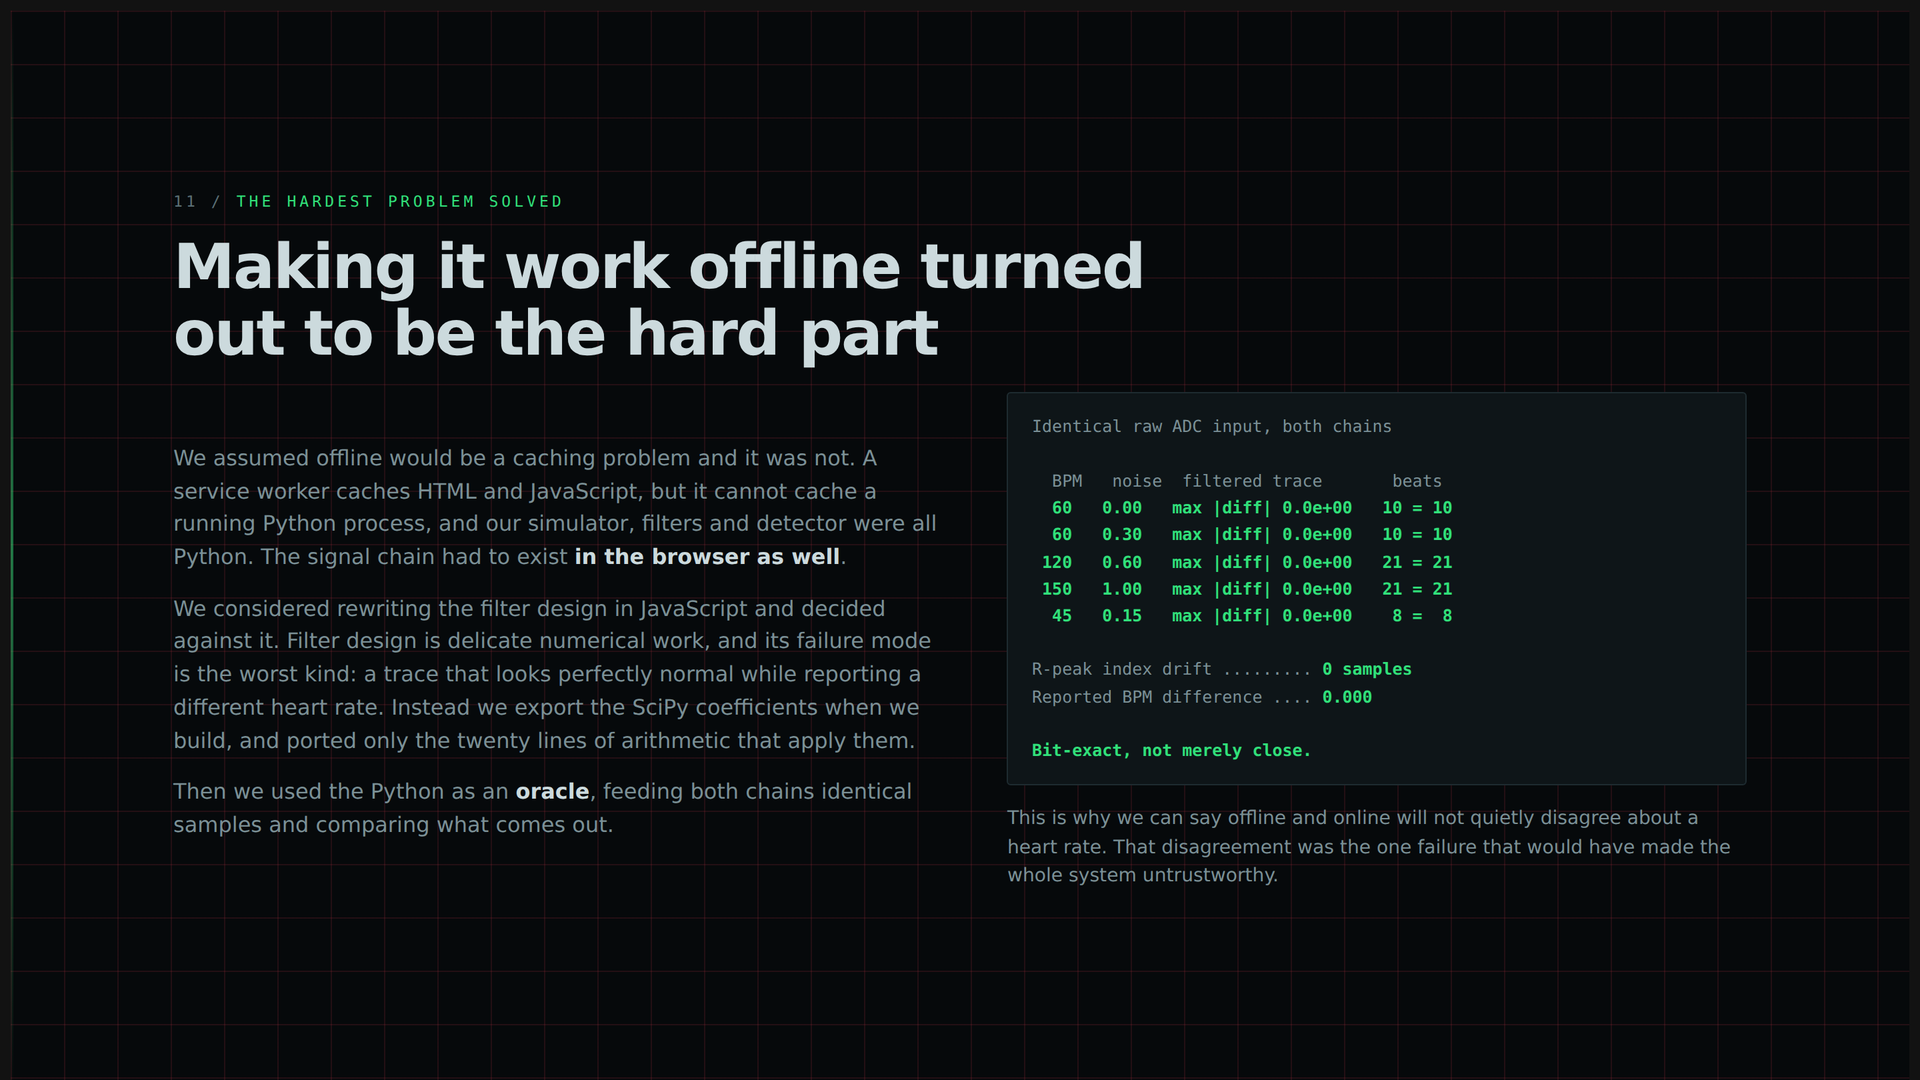 11 / THE HARDEST PROBLEM SOLVED
Making it work offline turned
out to be the hard part
We assumed offline would be a caching problem and it was not. A
service worker caches HTML and JavaScript, but it cannot cache a
running Python process, and our simulator, filters and detector were all
Python. The signal chain had to exist in the browser as well.
We considered rewriting the filter design in JavaScript and decided
against it. Filter design is delicate numerical work, and its failure mode
is the worst kind: a trace that looks perfectly normal while reporting a
different heart rate. Instead we export the SciPy coefficients when we
build, and ported only the twenty lines of arithmetic that apply them.
Then we used the Python as an oracle, feeding both chains identical
samples and comparing what comes out.
Identical raw ADC input, both chains
BPM   noise  filtered trace       beats
60   0.00   max |diff| 0.0e+00   10 = 10
60   0.30   max |diff| 0.0e+00   10 = 10
120   0.60   max |diff| 0.0e+00   21 = 21
150   1.00   max |diff| 0.0e+00   21 = 21
45   0.15   max |diff| 0.0e+00    8 =  8
R-peak index drift ......... 0 samples
Reported BPM difference .... 0.000
Bit-exact, not merely close.
This is why we can say offline and online will not quietly disagree about a
heart rate. That disagreement was the one failure that would have made the
whole system untrustworthy.